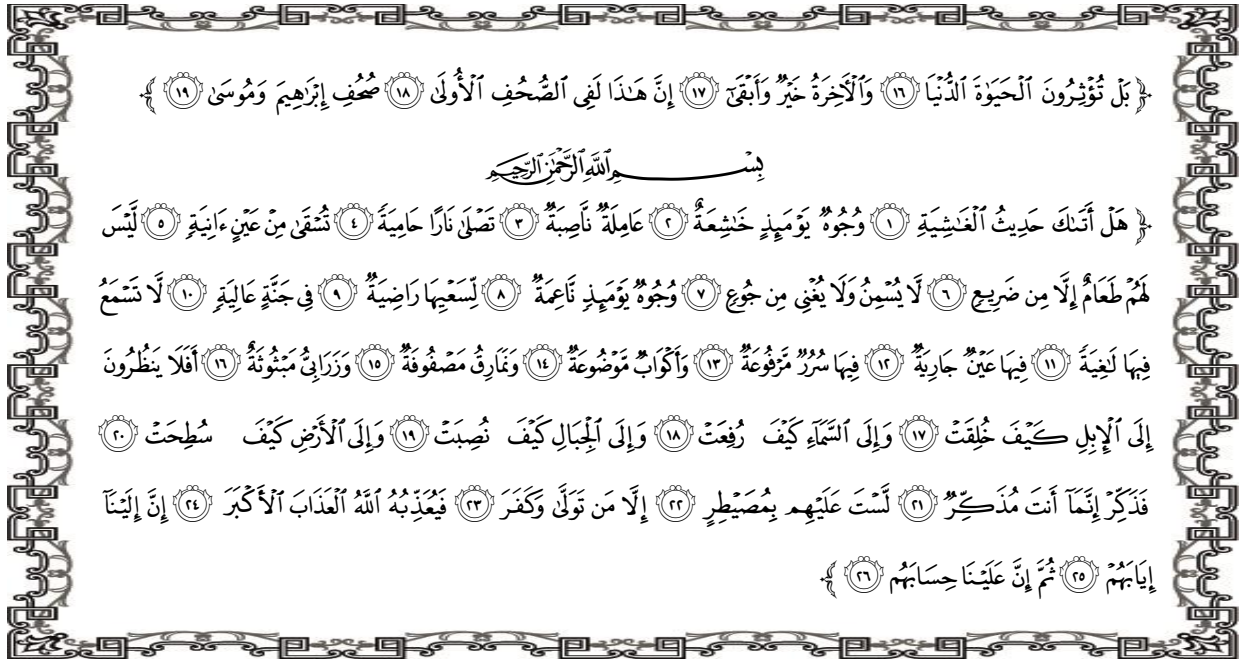 ﴿ بَلْ تُؤْثِرُونَ ٱلْحَيَوٰةَ ٱلدُّنْيَا ١٦ وَٱلْأٓخِرَةُ خَيْرٌ وَأَبْقَىٰٓ ١٧ إِنَّ هَـٰذَا لَفِى ٱلصُّحُفِ ٱلْأُولَىٰ ١٨ صُحُفِ إِبْرَٰهِيمَ وَمُوسَىٰ ١٩ ﴾
بِسْمِ ٱللَّهِ ٱلرَّحْمَٰنِ ٱلرَّحِيمِ
﴿ هَلْ أَتَىٰكَ حَدِيثُ ٱلْغَـٰشِيَةِ ١ وُجُوهٌ يَوْمَئِذٍ خَـٰشِعَةٌ ٢ عَامِلَةٌ نَّاصِبَةٌ ٣ تَصْلَىٰ نَارًا حَامِيَةً ٤ تُسْقَىٰ مِنْ عَيْنٍ ءَانِيَةٍ ٥ لَّيْسَ
لَهُمْ طَعَامٌ إِلَّا مِن ضَرِيعٍ ٦ لَّا يُسْمِنُ وَلَا يُغْنِى مِن جُوعٍ ٧ وُجُوهٌ يَوْمَئِذٍ نَّاعِمَةٌ ٨ لِّسَعْيِهَا رَاضِيَةٌ ٩ فِى جَنَّةٍ عَالِيَةٍ ١٠ لَّا تَسْمَعُ
فِيهَا لَـٰغِيَةً ١١ فِيهَا عَيْنٌ جَارِيَةٌ ١٢ فِيهَا سُرُرٌ مَّرْفُوعَةٌ ١٣ وَأَكْوَابٌ مَّوْضُوعَةٌ ١٤ وَنَمَارِقُ مَصْفُوفَةٌ ١٥ وَزَرَابِىُّ مَبْثُوثَةٌ ١٦ أَفَلَا يَنظُرُونَ
إِلَى ٱلْإِبِلِ كَيْفَ خُلِقَتْ ١٧ وَإِلَى ٱلسَّمَآءِ كَيْفَ رُفِعَتْ ١٨ وَإِلَى ٱلْجِبَالِ كَيْفَ نُصِبَتْ ١٩ وَإِلَى ٱلْأَرْضِ كَيْفَ سُطِحَتْ ٢٠
فَذَكِّرْ إِنَّمَآ أَنتَ مُذَكِّرٌ ٢١ لَّسْتَ عَلَيْهِم بِمُصَيْطِرٍ ٢٢ إِلَّا مَن تَوَلَّىٰ وَكَفَرَ ٢٣ فَيُعَذِّبُهُ ٱللَّهُ ٱلْعَذَابَ ٱلْأَكْبَرَ ٢٤ إِنَّ إِلَيْنَآ
إِيَابَهُمْ ٢٥ ثُمَّ إِنَّ عَلَيْنَا حِسَابَهُم ٢٦ ﴾